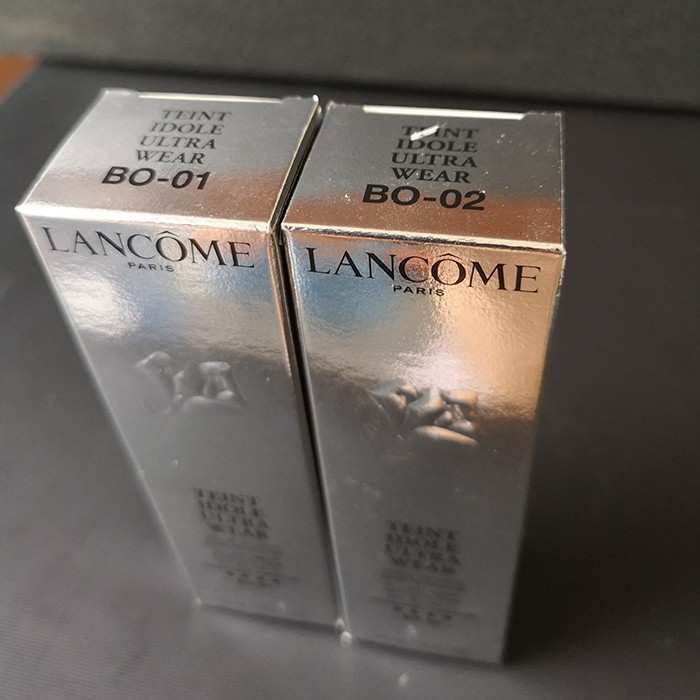 TEINT
IDOLE
ULTRA
WEAR
BO-01
LANCÔME
PARIS
TEINT
IDOLE
ULTRA
WEAR
TEINT
IDOLE
ULTRA
WEAR
BO-02
LANCÔME
PARIS
TEINT
IDOLE
ULTRA
WEAR